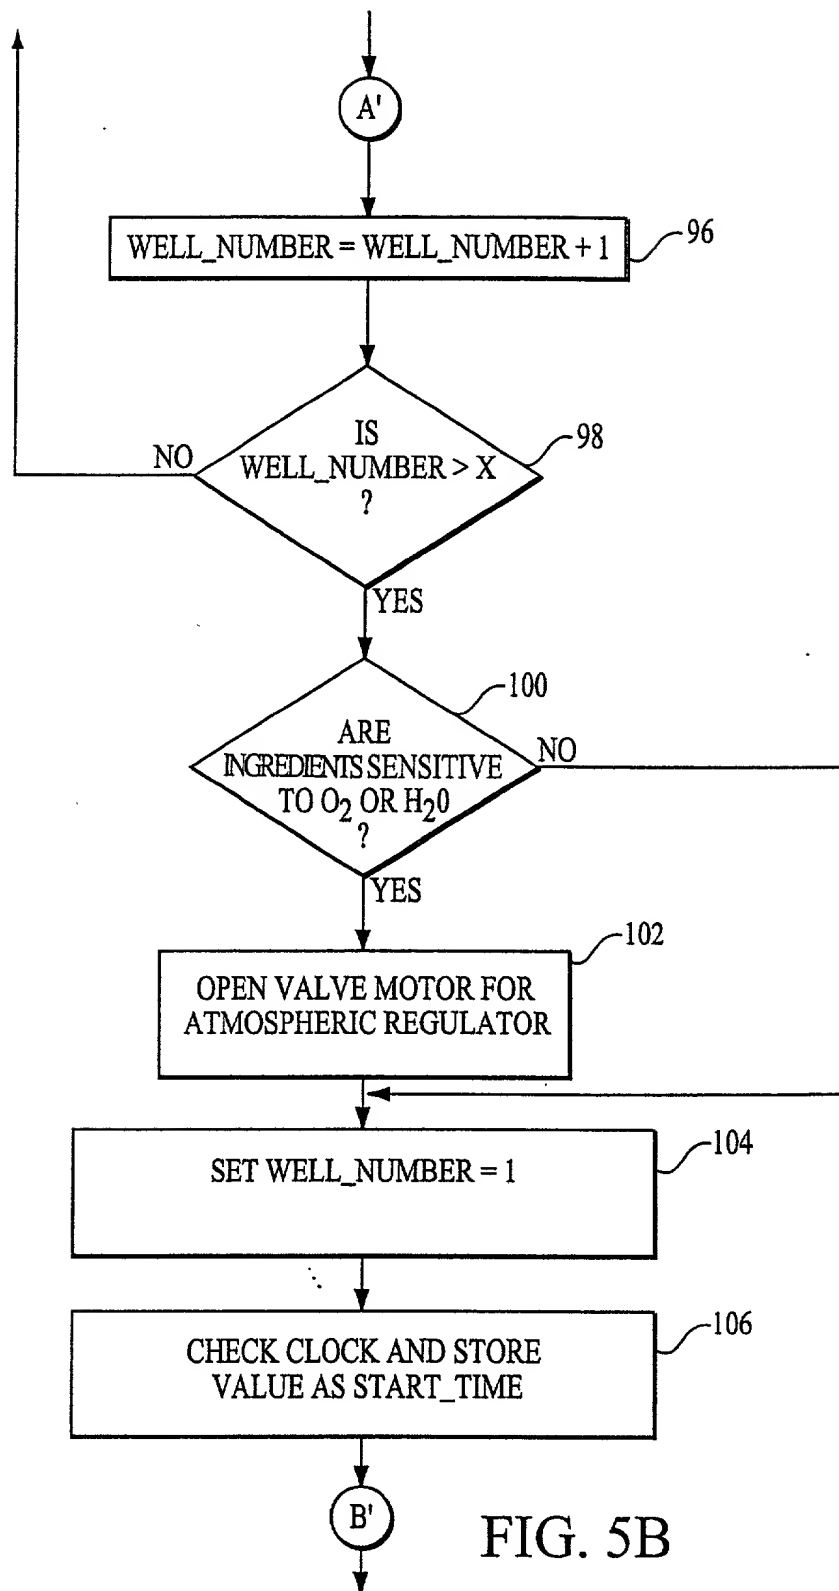 A'
WELL_NUMBER = WELL_NUMBER + 1
96
IS
WELL_NUMBER > X
?
98
NO
YES
100
ARE
INGREDIENTS SENSITIVE
TO O2 OR H20
?
NO
YES
102
OPEN VALVE MOTOR FOR
ATMOSPHERIC REGULATOR
104
SET WELL_NUMBER = 1
106
CHECK CLOCK AND STORE
VALUE AS START_TIME
B'
FIG. 5B